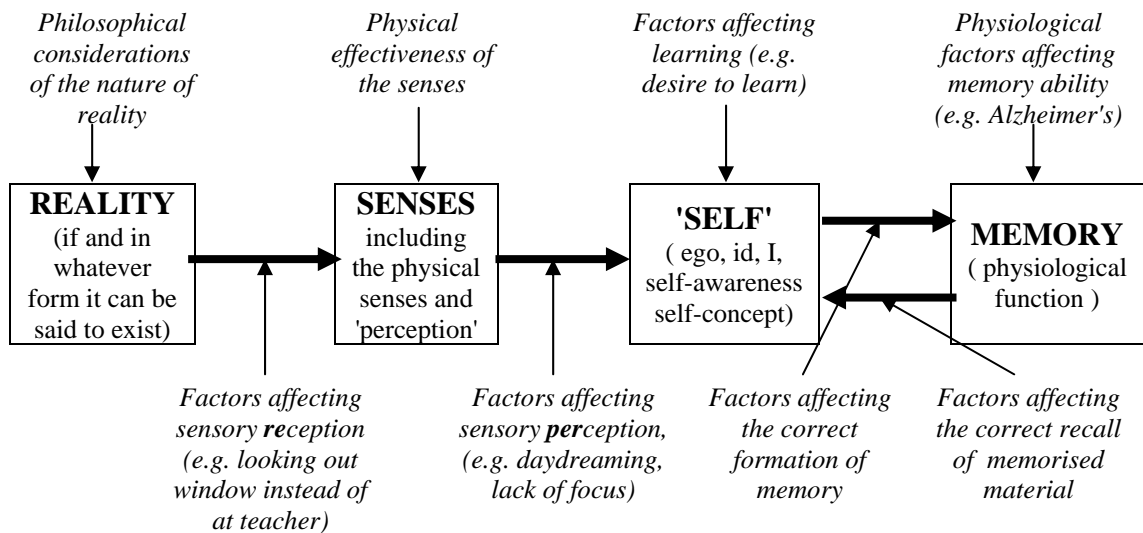 Philosophical
considerations
of the nature of
reality
Physical
effectiveness of
the senses
Factors affecting
learning (e.g.
desire to learn)
Physiological
factors affecting
memory ability
(e.g. Alzheimer's)
REALITY
(if and in
whatever
form it can be
said to exist)
SENSES
including
the physical
senses and
'perception'
'SELF'
( ego, id, I,
self-awareness
self-concept)
MEMORY
( physiological
function )
Factors affecting
sensory reception
(e.g. looking out
window instead of
at teacher)
Factors affecting
sensory perception,
(e.g. daydreaming,
lack of focus)
Factors affecting
the correct
formation of
memory
Factors affecting
the correct recall
of memorised
material